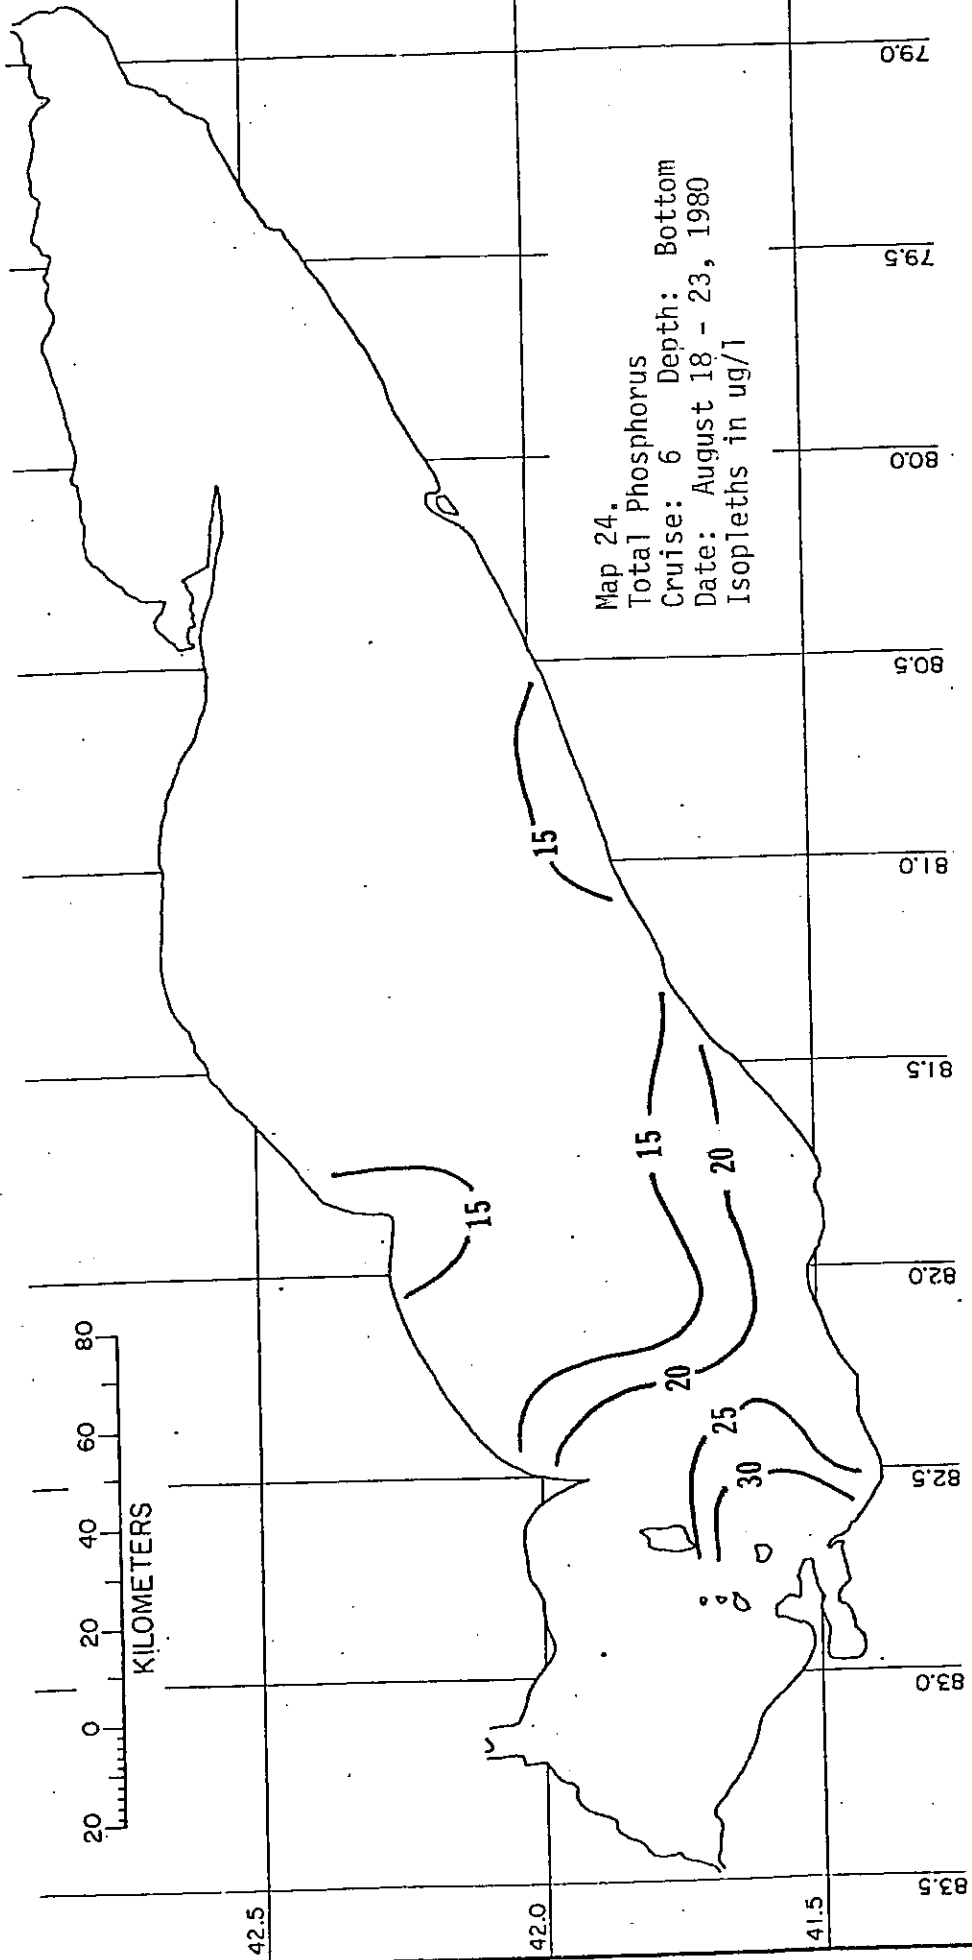 Map 24.
Total Phosphorus
Cruise: 6 Depth: Bottom
Date: August 18 - 23, 1980
Isopleths in ug/l
20 0 20 40 60 80
KILOMETERS
42.5
42.0
41.5
83.5
83.0
82.5
82.0
81.5
81.0
80.5
80.0
79.5
79.0
15
15
15
20
20
25
30